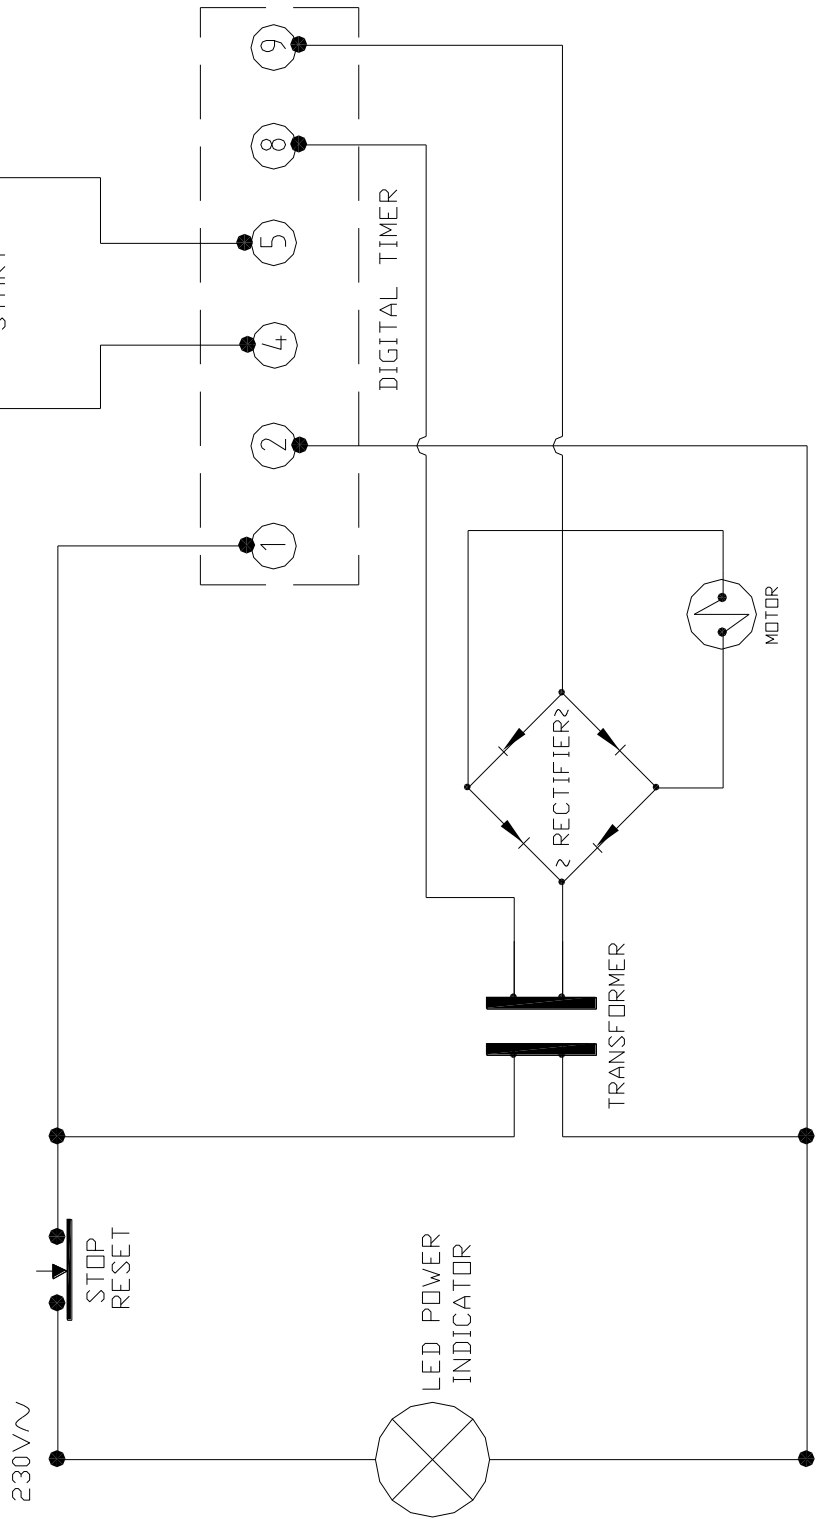 230V~
STOP
RESET
LED POWER
INDICATOR
TRANSFORMER
~ RECTIFIER~
MOTOR
DIGITAL TIMER
1
2
4
5
8
9